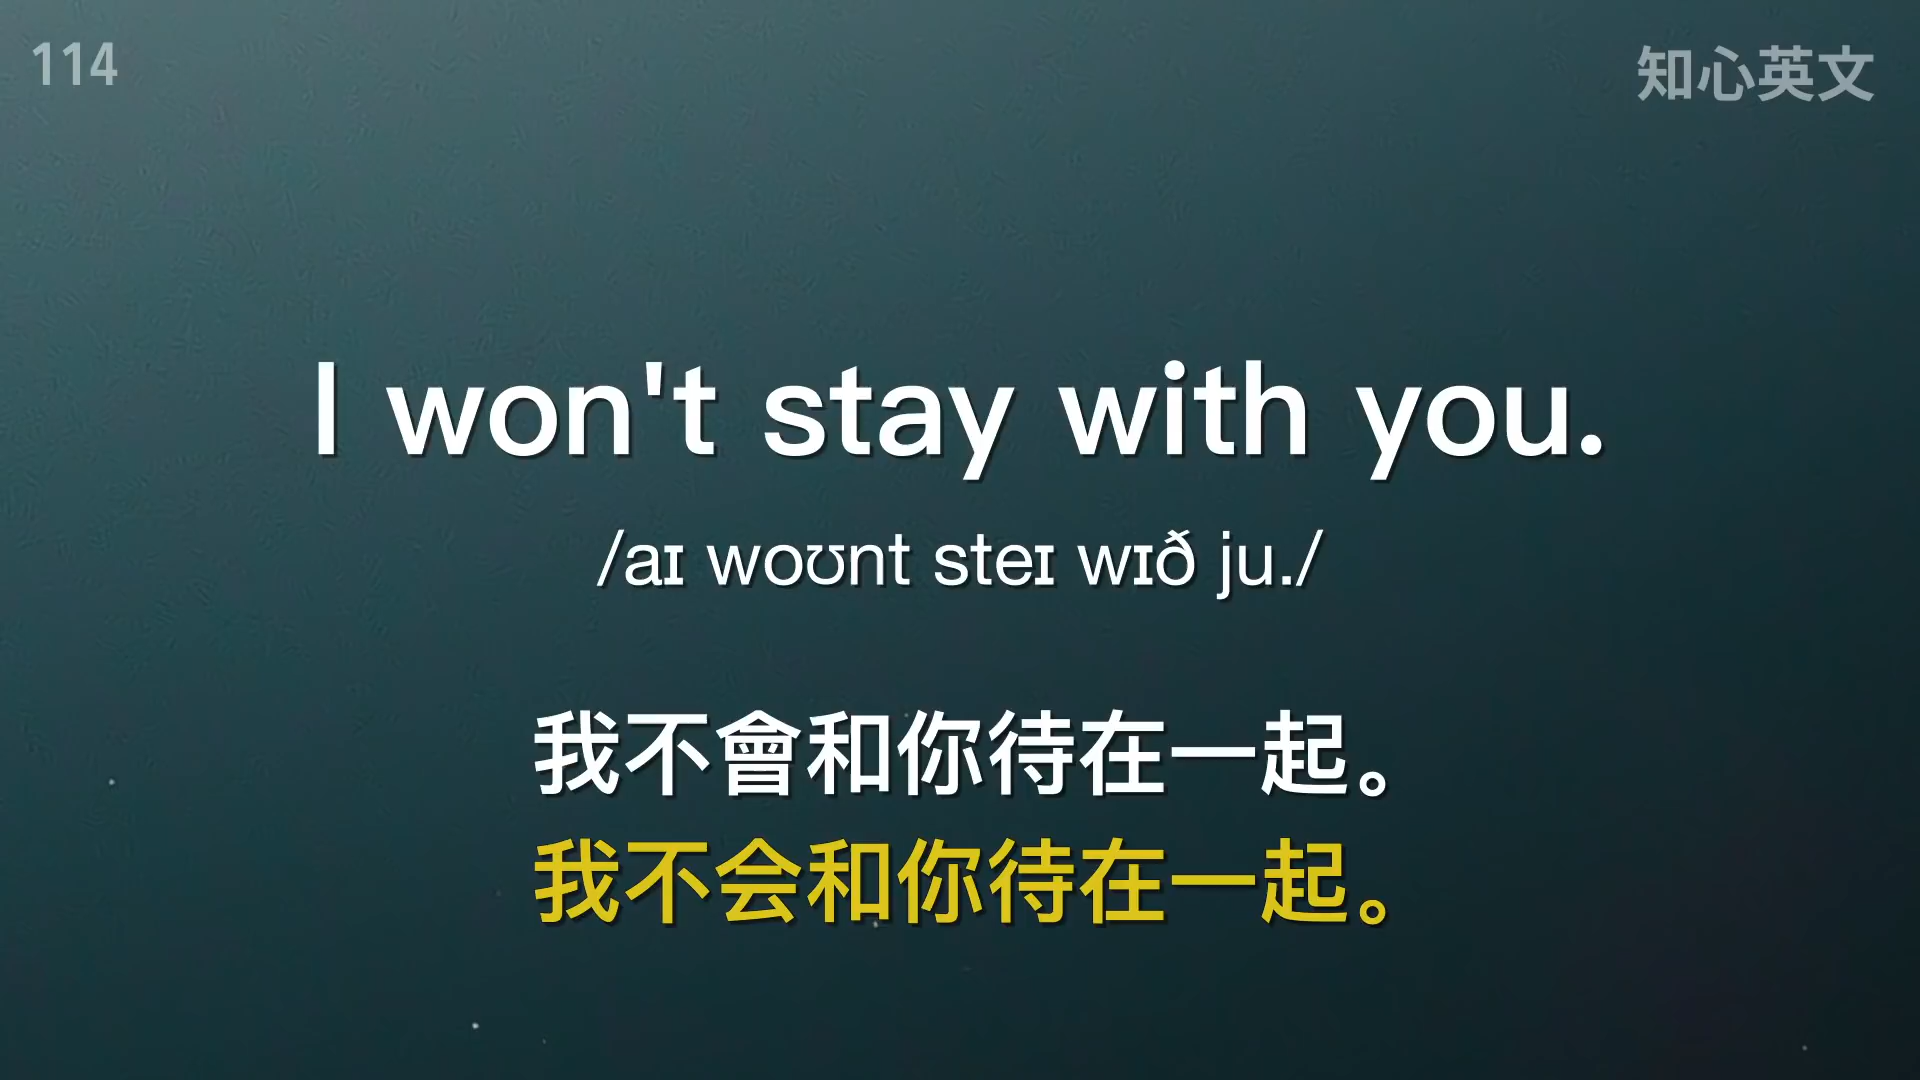 114
知心英文
I won't stay with you.
/aɪ woʊnt steɪ wɪð ju./
我不會和你待在一起。
我不会和你待在一起。